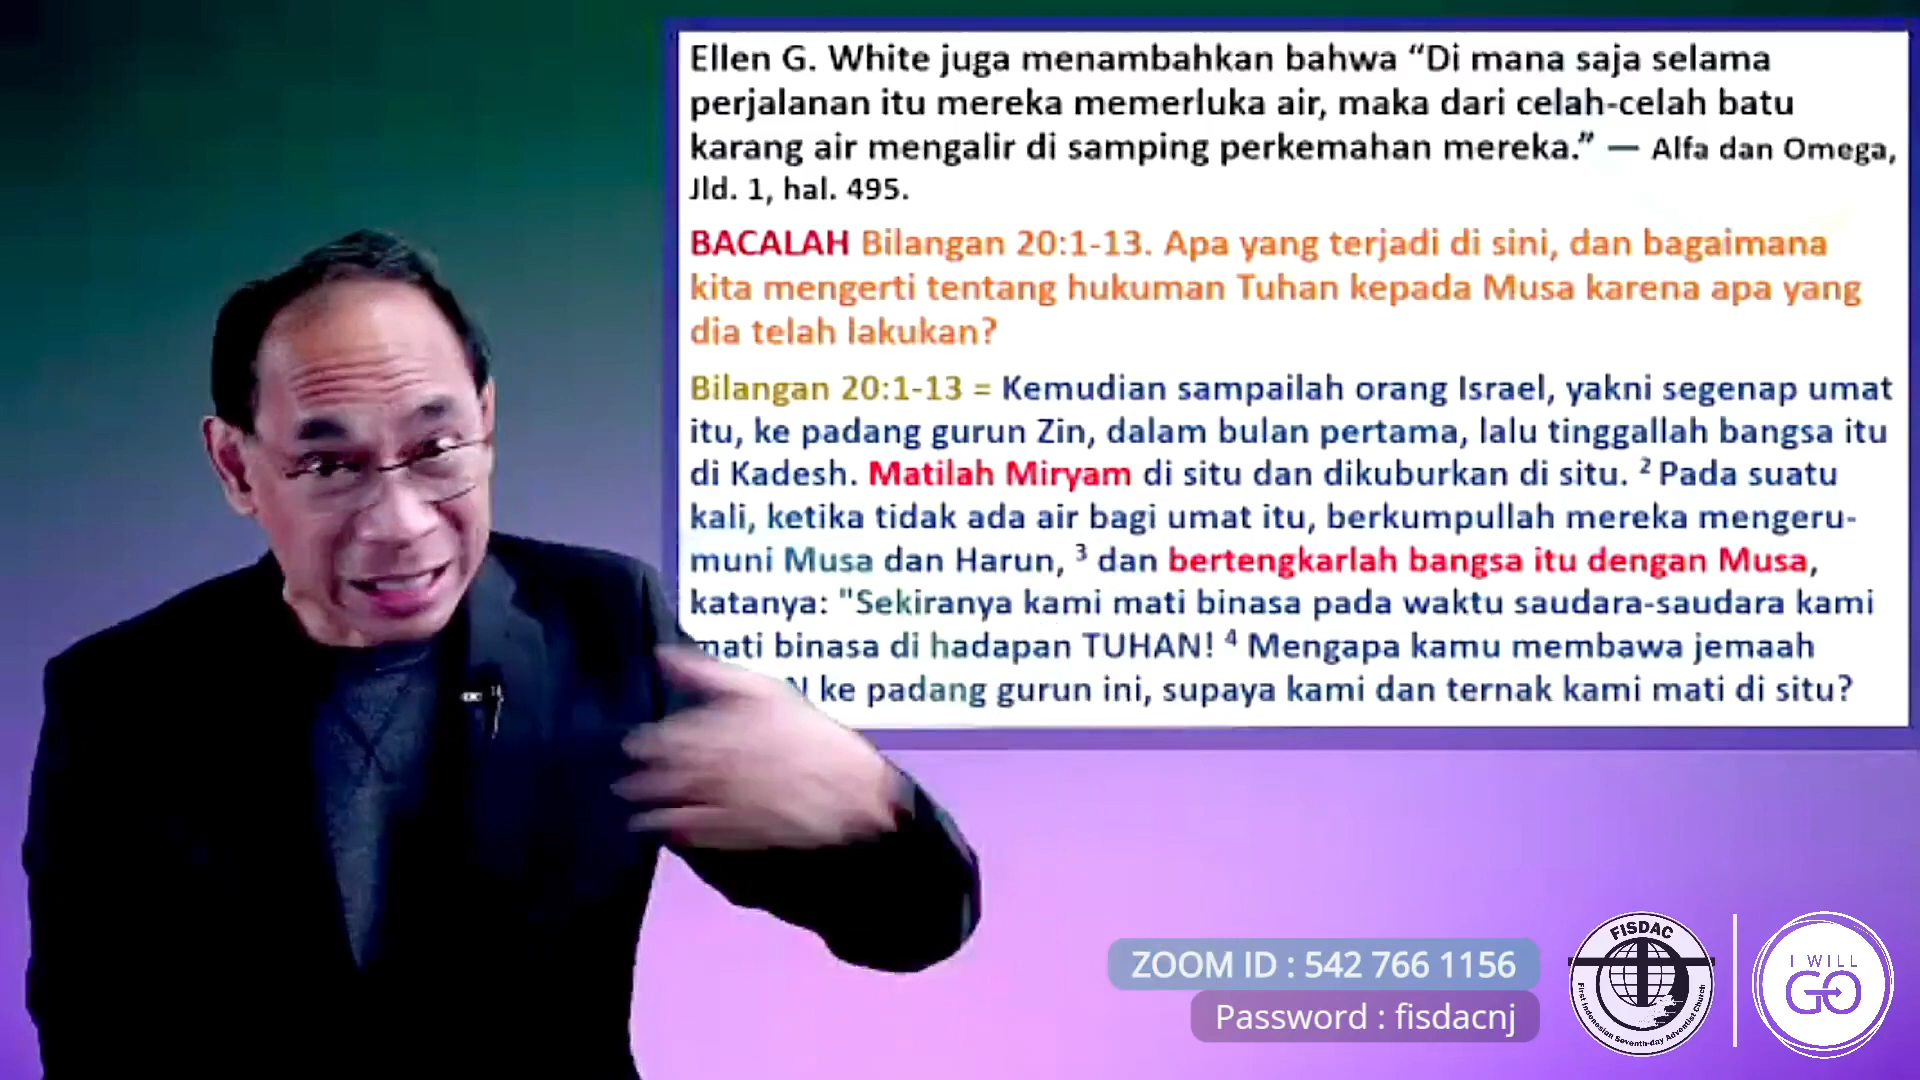 Ellen G. White juga menambahkan bahwa “Di mana saja selama
perjalanan itu mereka memerluka air, maka dari celah-celah batu
karang air mengalir di samping perkemahan mereka.” — Alfa dan Omega,
Jld. 1, hal. 495.
BACALAH Bilangan 20:1-13. Apa yang terjadi di sini, dan bagaimana
kita mengerti tentang hukuman Tuhan kepada Musa karena apa yang
dia telah lakukan?
Bilangan 20:1-13 = Kemudian sampailah orang Israel, yakni segenap umat
itu, ke padang gurun Zin, dalam bulan pertama, lalu tinggallah bangsa itu
di Kadesh. Matilah Miryam di situ dan dikuburkan di situ. ² Pada suatu
kali, ketika tidak ada air bagi umat itu, berkumpullah mereka mengeru-
muni Musa dan Harun, ³ dan bertengkarlah bangsa itu dengan Musa,
katanya: "Sekiranya kami mati binasa pada waktu saudara-saudara kami
mati binasa di hadapan TUHAN! ⁴ Mengapa kamu membawa jemaah
N ke padang gurun ini, supaya kami dan ternak kami mati di situ?
ZOOM ID : 542 766 1156
Password : fisdacnj
FISDAC
First Indonesian Seventh-day Adventist Church
I WILL
GO